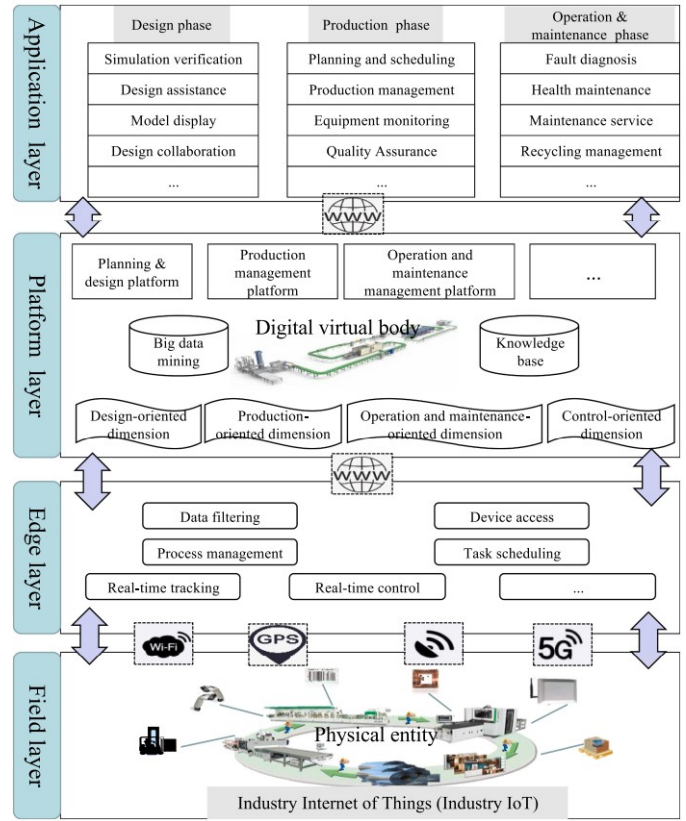 Application layer
Design phase
Simulation verification
Design assistance
Model display
Design collaboration
...
Production phase
Planning and scheduling
Production management
Equipment monitoring
Quality Assurance
...
Operation &
maintenance phase
Fault diagnosis
Health maintenance
Maintenance service
Recycling management
...
WWW
Platform layer
Planning &
design platform
Production
management
platform
Operation and
maintenance
management platform
...
Digital virtual body
Big data
mining
Knowledge
base
Design-oriented
dimension
Production-
oriented dimension
Operation and maintenance-
oriented dimension
Control-oriented
dimension
WWW
Edge layer
Data filtering
Device access
Process management
Task scheduling
Real-time tracking
Real-time control
...
Wi-Fi
GPS
5G
Field layer
Physical entity
Industry Internet of Things (Industry IoT)